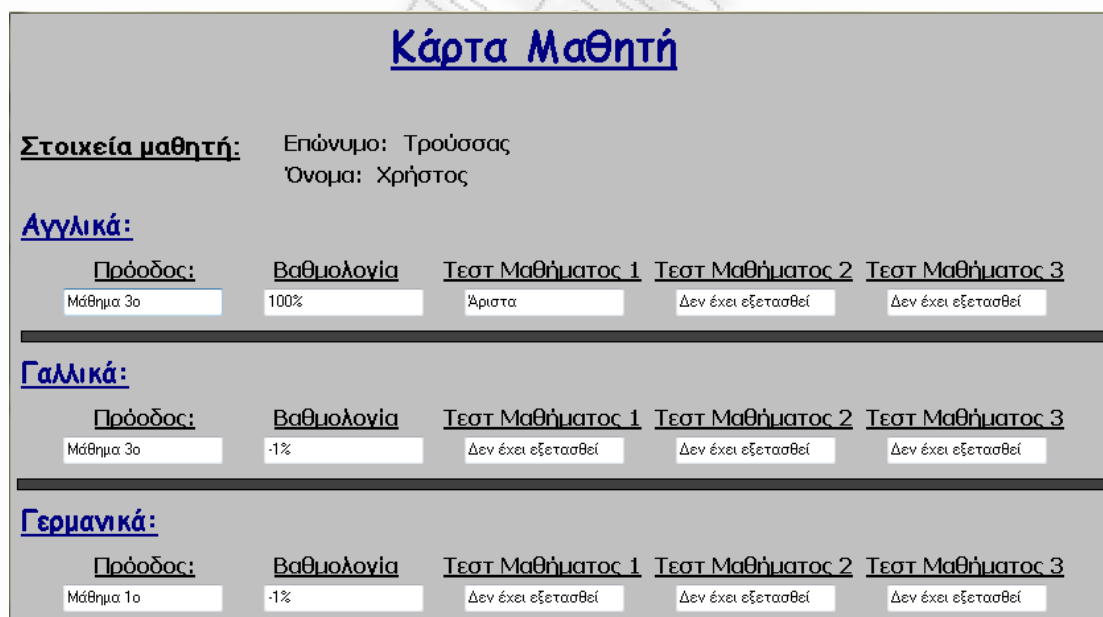 Κάρτα Μαθητή
Στοιχεία μαθητή: Επώνυμο: Τρούσσας
Όνομα: Χρήστος
Αγγλικά:
Πρόοδος: Βαθμολογία Τεστ Μαθήματος 1 Τεστ Μαθήματος 2 Τεστ Μαθήματος 3
Μάθημα 3ο 100% Άριστα Δεν έχει εξετασθεί Δεν έχει εξετασθεί
Γαλλικά:
Πρόοδος: Βαθμολογία Τεστ Μαθήματος 1 Τεστ Μαθήματος 2 Τεστ Μαθήματος 3
Μάθημα 3ο -1% Δεν έχει εξετασθεί Δεν έχει εξετασθεί Δεν έχει εξετασθεί
Γερμανικά:
Πρόοδος: Βαθμολογία Τεστ Μαθήματος 1 Τεστ Μαθήματος 2 Τεστ Μαθήματος 3
Μάθημα 1ο -1% Δεν έχει εξετασθεί Δεν έχει εξετασθεί Δεν έχει εξετασθεί